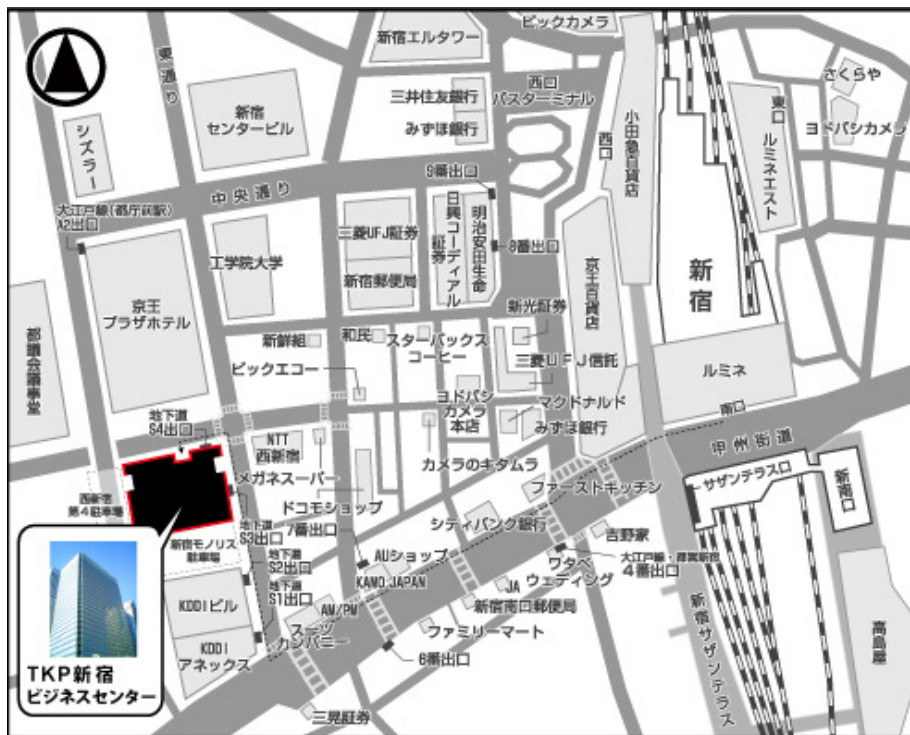 ビックカメラ
新宿エルタワー
さくらや
三井住友銀行
みずほ銀行
西口
バスターミナル
東通り
新宿
センタービル
シズラー
小田急百貨店
西口
東口
ルミネエスト
ヨドバシカメラ
9番出口
中央通り
大江戸線(都庁前駅)
A2出口
工学院大学
三菱UFJ証券
新宿郵便局
日興コーディアル
証券
明治安田生命
8番出口
京王百貨店
新宿
京王
プラザホテル
都議会議事堂
新鮮組
和民
スターバックス
コーヒー
新光証券
三菱UFJ信託
ビックエコー
ヨドバシ
カメラ
本店
マクドナルド
みずほ銀行
ルミネ
南口
甲州街道
地下道
S4出口
NTT
西新宿
メガネスーパー
カメラのキタムラ
ドコモショップ
ファーストキッチン
サザンテラス口
新南口
西新宿
第4駐車場
新宿モノリス
駐車場
地下道
S3出口
7番出口
シティバンク銀行
吉野家
AUショップ
KAMO JAPAN
ワタベ
ウェディング
大江戸線・都営新宿
4番出口
地下道
S2出口
地下道
S1出口
JA
新宿南口郵便局
KDDIビル
AM/PM
スーツ
カンパニー
ファミリーマート
KDDI
アネックス
6番出口
三晃証券
新宿サザンテラス
高島屋
TKP新宿
ビジネスセンター